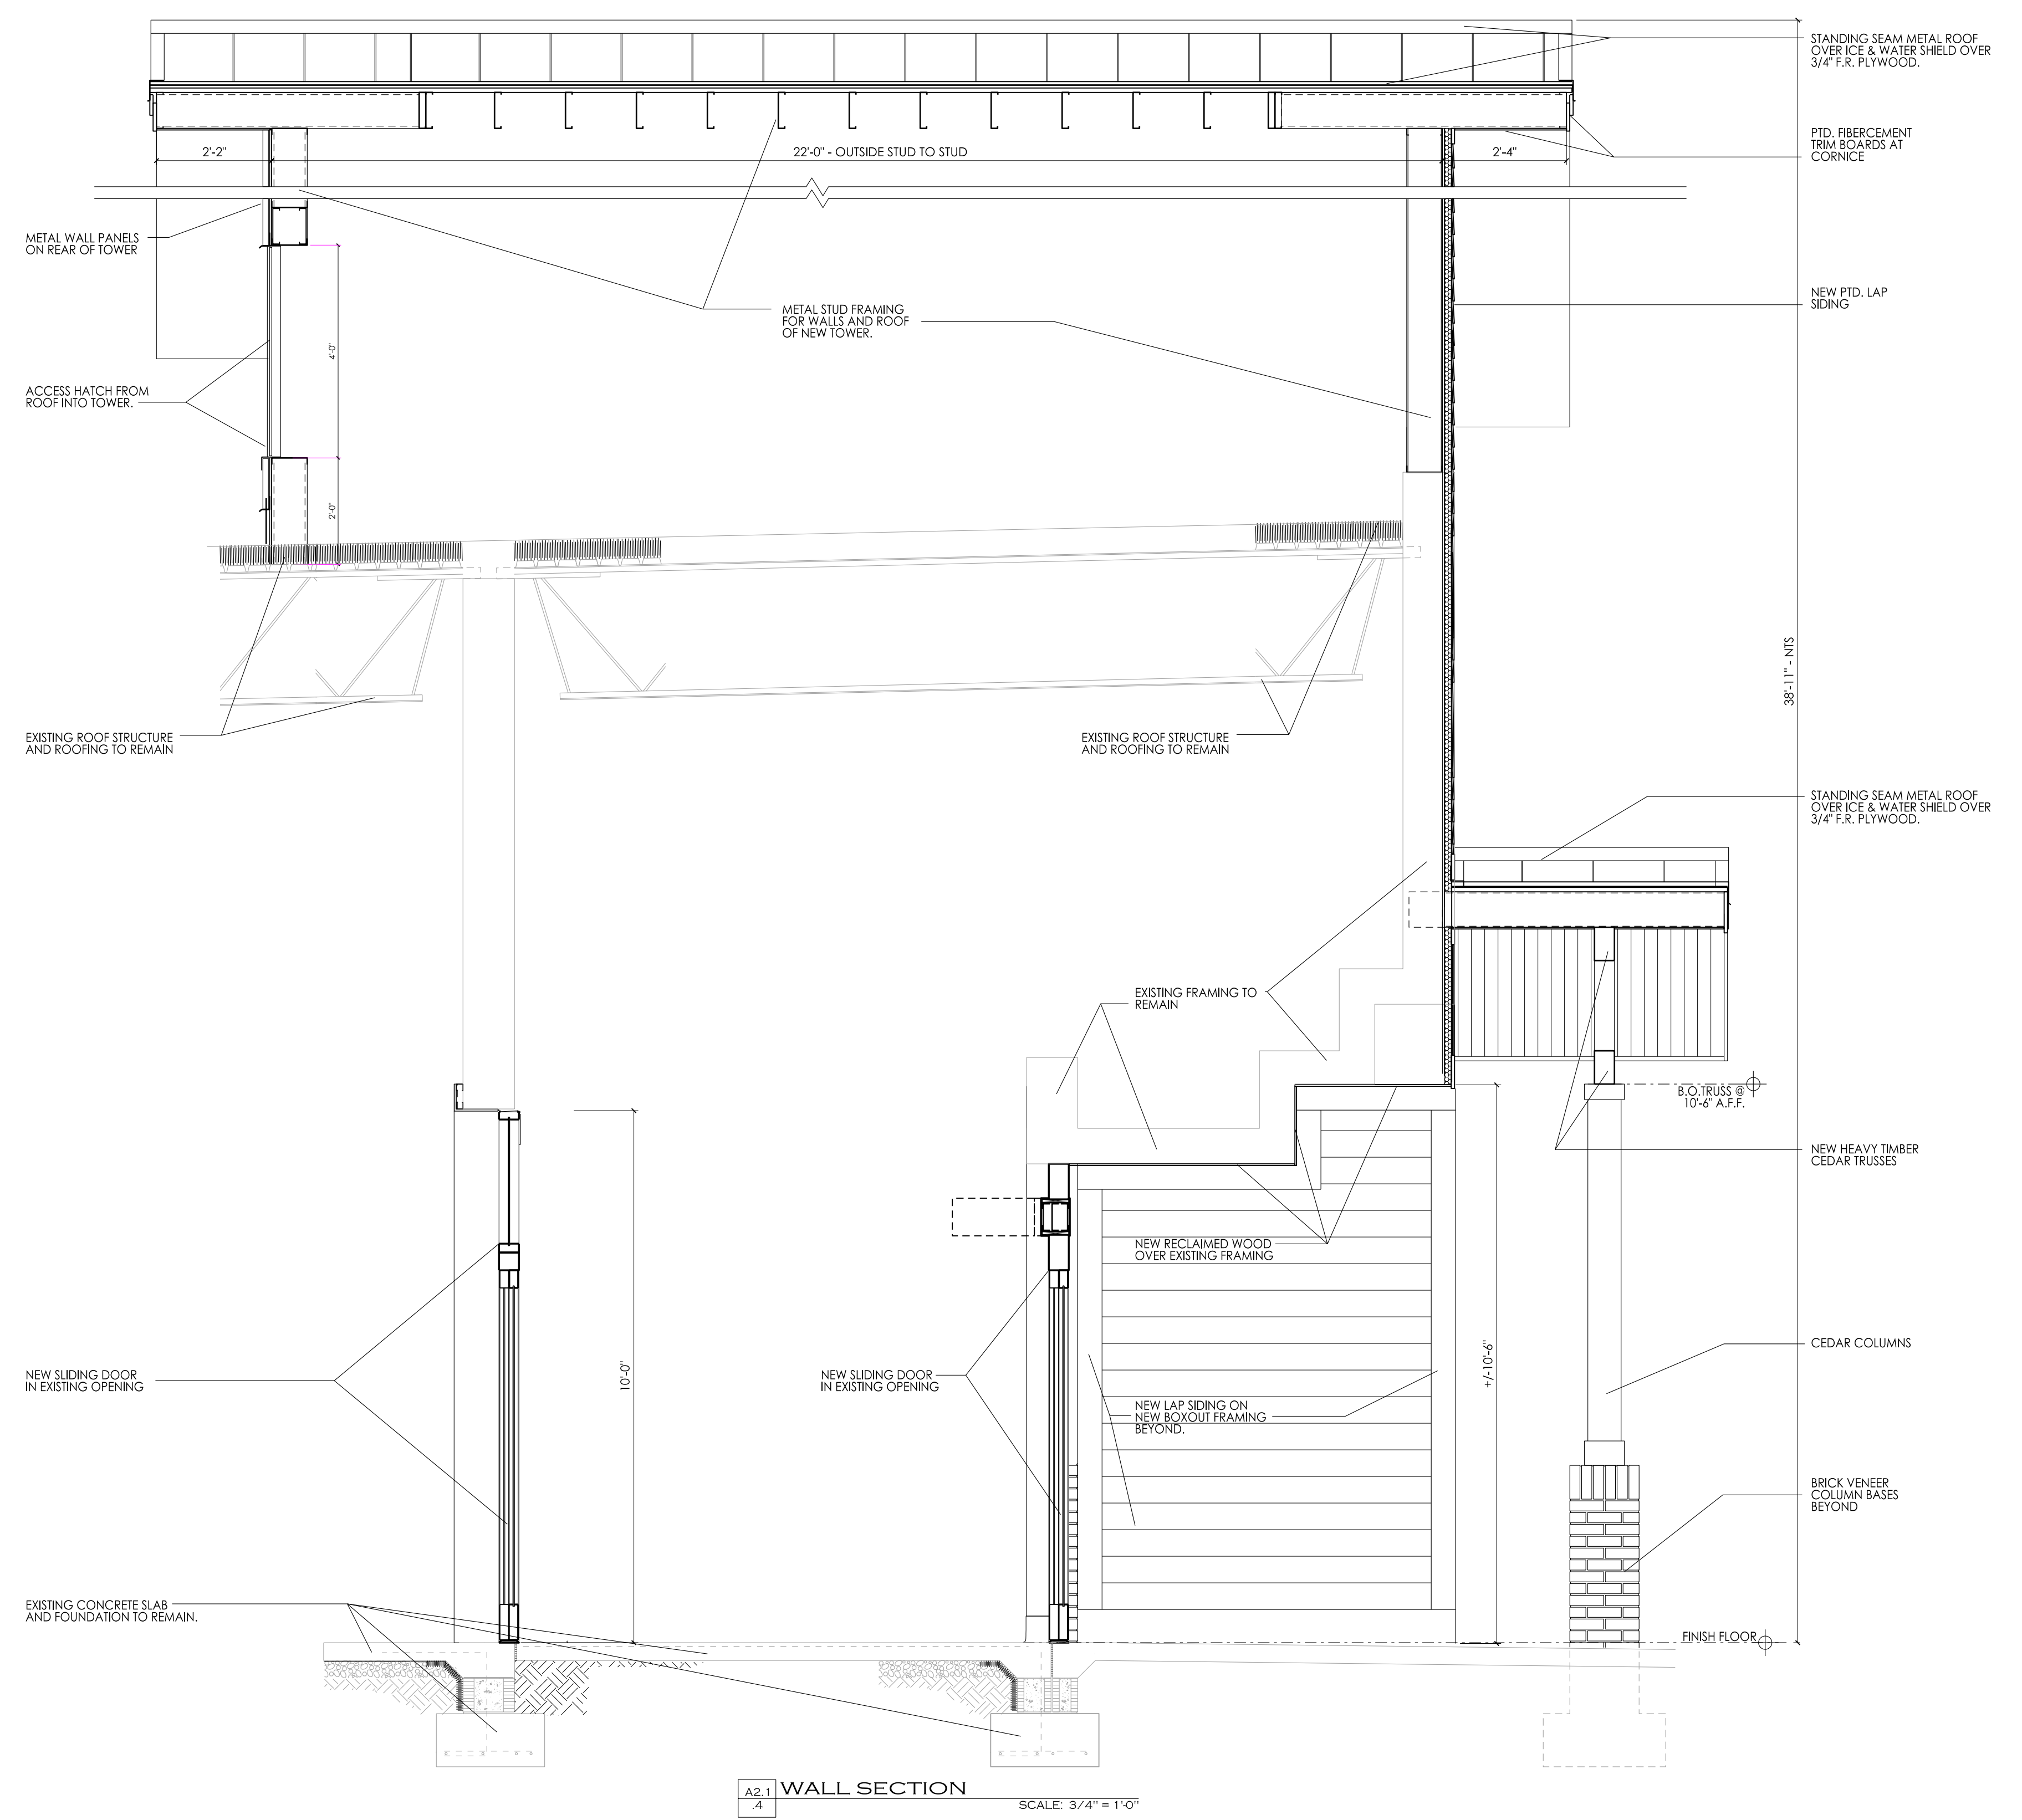 STANDING SEAM METAL ROOF
OVER ICE & WATER SHIELD OVER
3/4" F.R. PLYWOOD.
PTD. FIBERCEMENT
TRIM BOARDS AT
CORNICE
2'-2"
22'-0" - OUTSIDE STUD TO STUD
2'-4"
METAL WALL PANELS
ON REAR OF TOWER
METAL STUD FRAMING
FOR WALLS AND ROOF
OF NEW TOWER.
NEW PTD. LAP
SIDING
4'-0"
ACCESS HATCH FROM
ROOF INTO TOWER.
2'-0"
38'-11" - NTS
EXISTING ROOF STRUCTURE
AND ROOFING TO REMAIN
EXISTING ROOF STRUCTURE
AND ROOFING TO REMAIN
STANDING SEAM METAL ROOF
OVER ICE & WATER SHIELD OVER
3/4" F.R. PLYWOOD.
EXISTING FRAMING TO
REMAIN
B.O.TRUSS @
10'-6" A.F.F.
NEW HEAVY TIMBER
CEDAR TRUSSES
NEW RECLAIMED WOOD
OVER EXISTING FRAMING
CEDAR COLUMNS
NEW SLIDING DOOR
IN EXISTING OPENING
10'-0"
NEW SLIDING DOOR
IN EXISTING OPENING
+/-10'-6"
NEW LAP SIDING ON
NEW BOXOUT FRAMING
BEYOND.
BRICK VENEER
COLUMN BASES
BEYOND
EXISTING CONCRETE SLAB
AND FOUNDATION TO REMAIN.
FINISH FLOOR
A2.1
.4
WALL SECTION
SCALE: 3/4" = 1'-0"